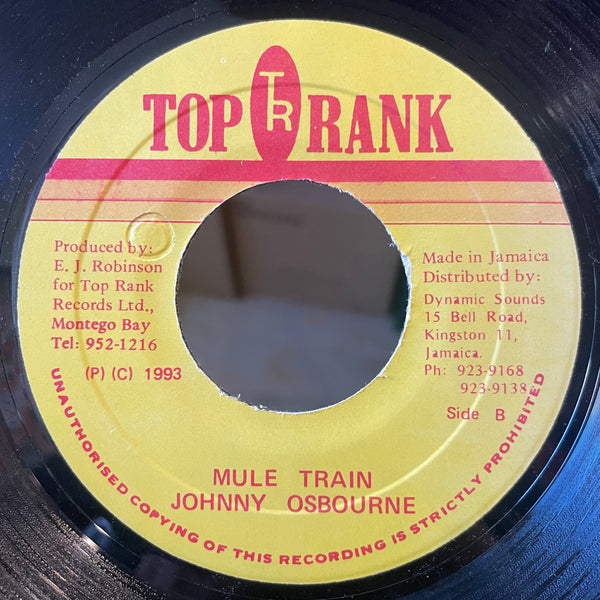 TOP TR RANK
Produced by:
E. J. Robinson
for Top Rank
Records Ltd.,
Montego Bay
Tel: 952-1216
(P) (C) 1993
Made in Jamaica
Distributed by:
Dynamic Sounds
15 Bell Road,
Kingston 11,
Jamaica.
Ph: 923-9168
923-9138
Side B
MULE TRAIN
JOHNNY OSBOURNE
UNAUTHORISED COPYING OF THIS RECORDING IS STRICTLY PROHIBITED